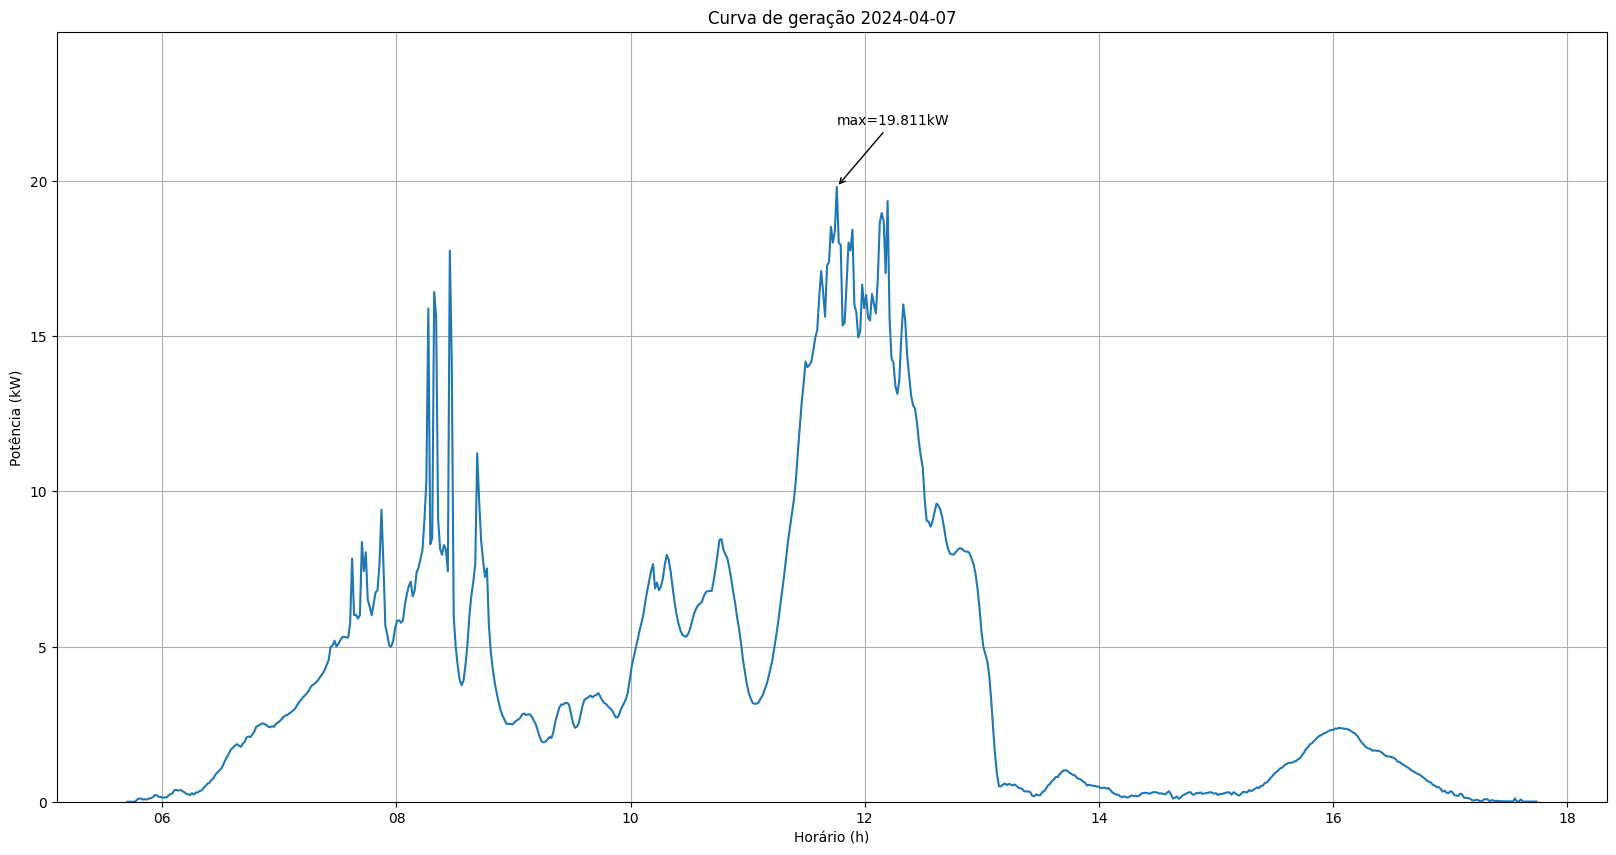 Curva de geração 2024-04-07
max=19.811kW
Potência (kW)
20
15
10
5
0
06 08 10 12 14 16 18
Horário (h)